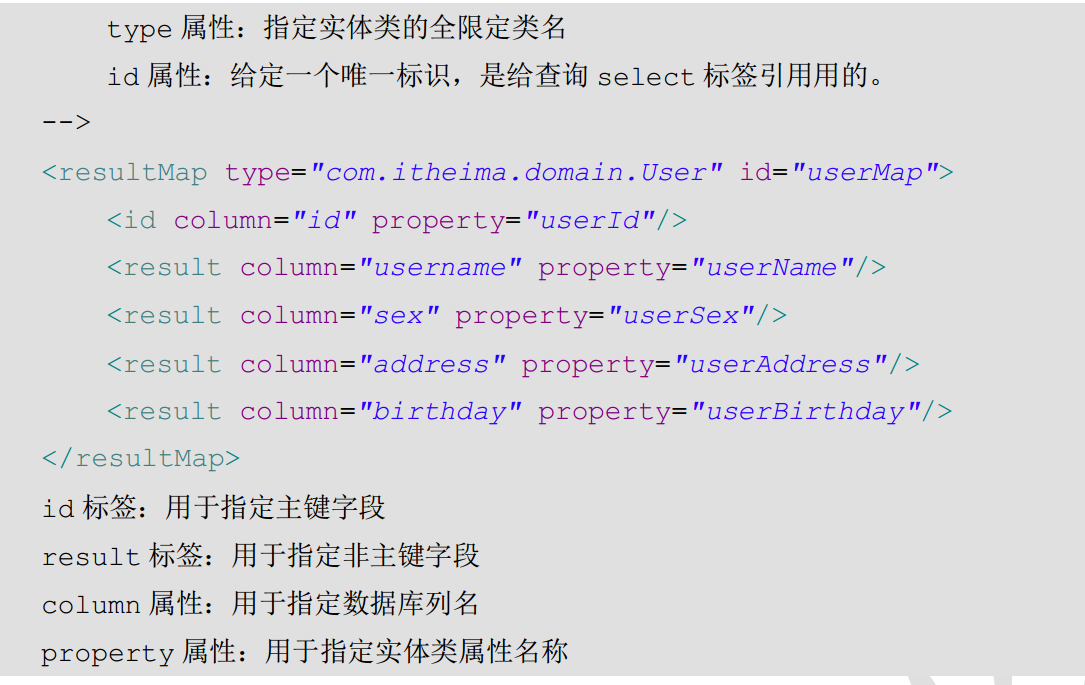 type 属性：指定实体类的全限定类名
id 属性：给定一个唯一标识，是给查询 select 标签引用用的。
-->
<resultMap type="com.itheima.domain.User" id="userMap">
<id column="id" property="userId"/>
<result column="username" property="userName"/>
<result column="sex" property="userSex"/>
<result column="address" property="userAddress"/>
<result column="birthday" property="userBirthday"/>
</resultMap>
id 标签：用于指定主键字段
result 标签：用于指定非主键字段
column 属性：用于指定数据库列名
property 属性：用于指定实体类属性名称